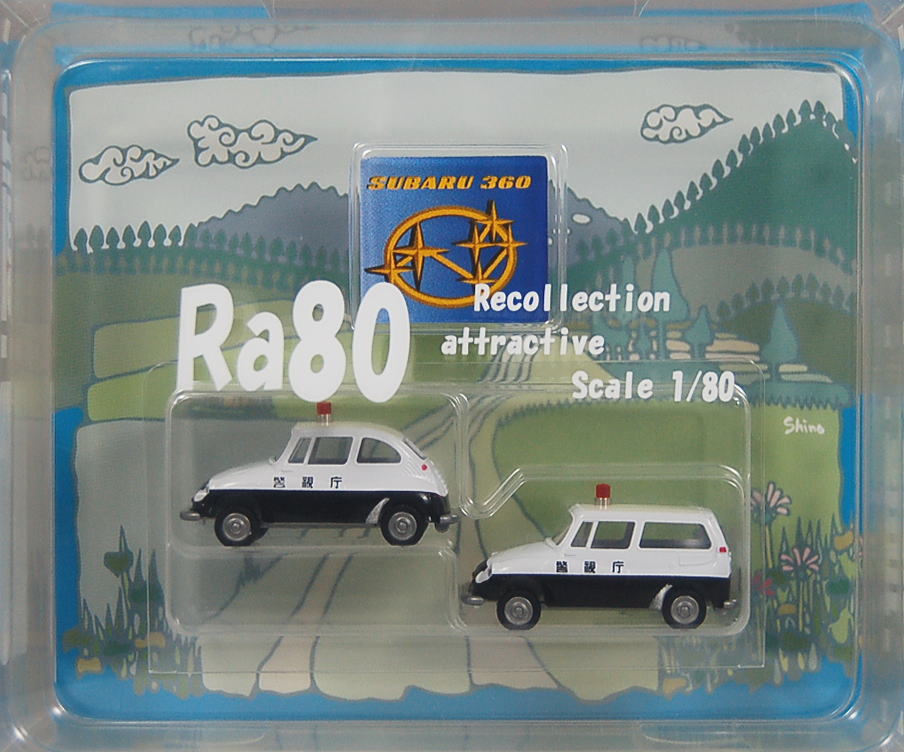 SUBARU 360
Ra80
Recollection
attractive
Scale 1/80
Shino
警視庁
警視庁